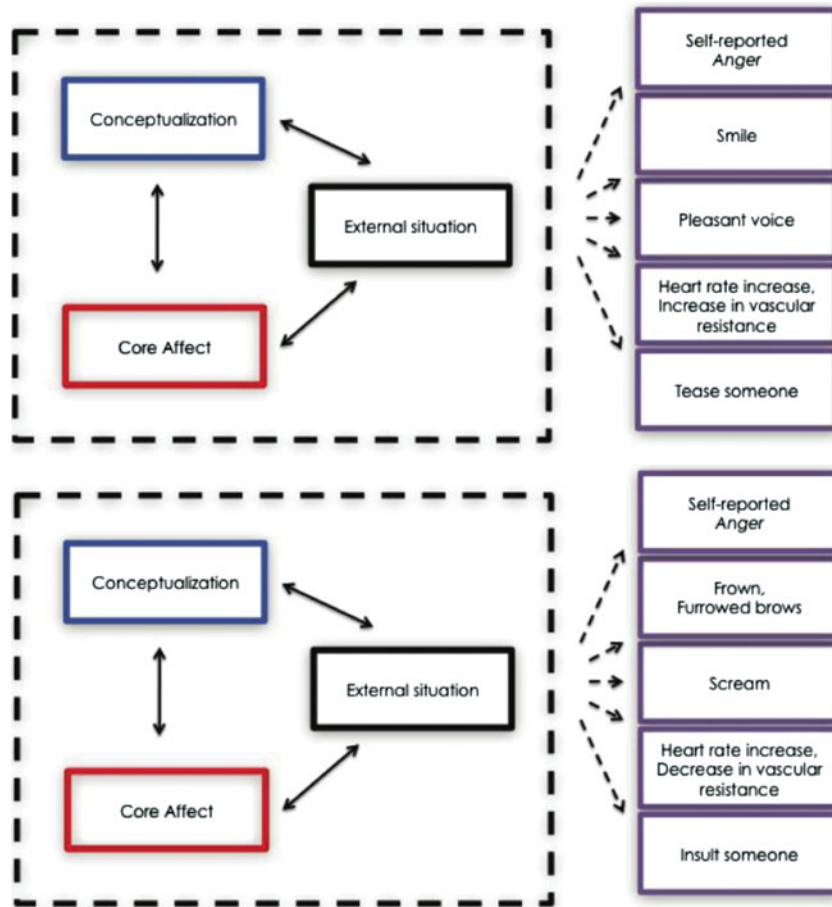 Conceptualization
External situation
Core Affect
Self-reported
Anger
Smile
Pleasant voice
Heart rate increase,
Increase in vascular
resistance
Tease someone
Conceptualization
External situation
Core Affect
Self-reported
Anger
Frown,
Furrowed brows
Scream
Heart rate increase,
Decrease in vascular
resistance
Insult someone